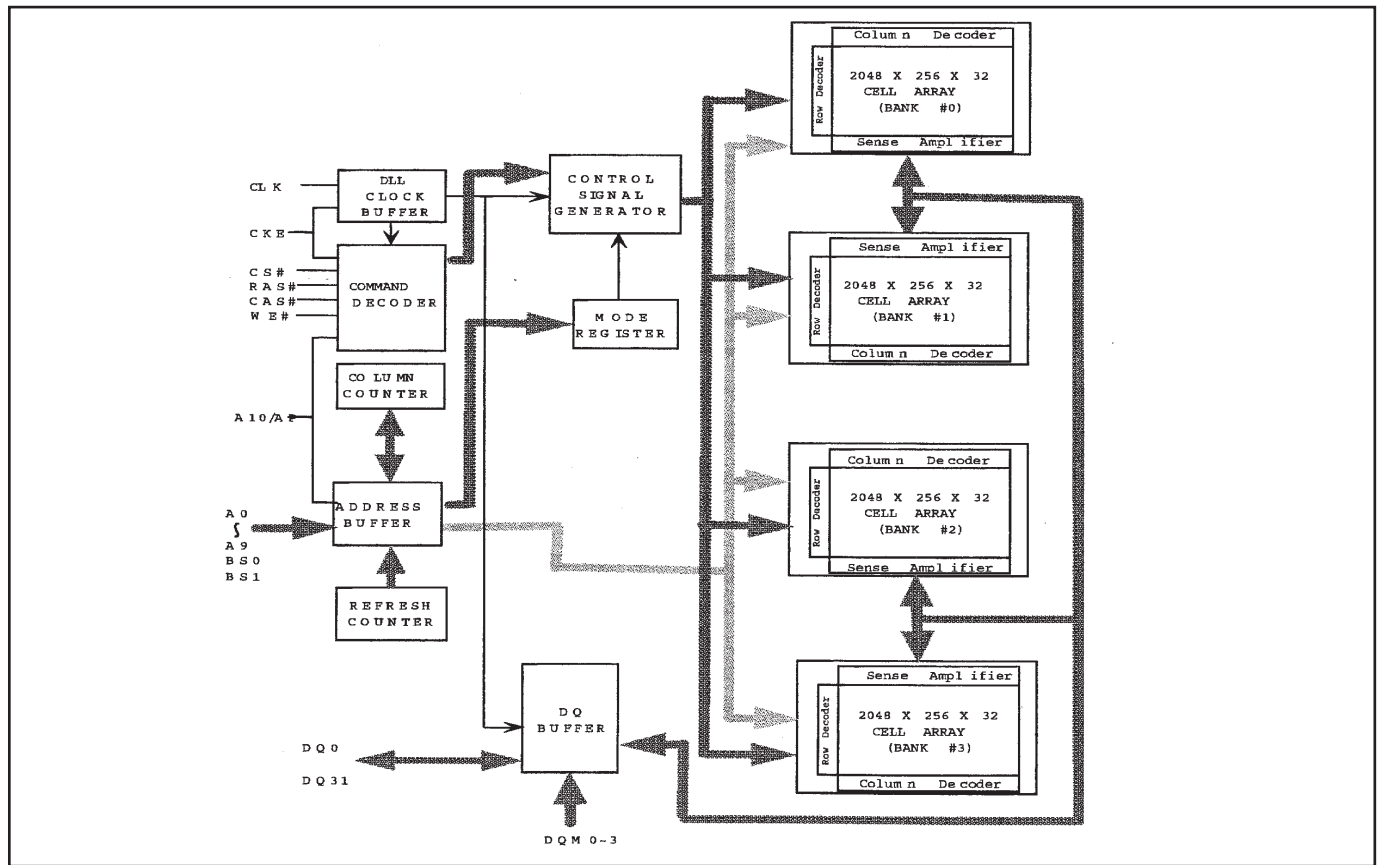 CLK
CKE
CS#
RAS#
CAS#
WE#
A10/A
A0
A9
BS0
BS1
DQ0
DQ31
DLL
CLOCK
BUFFER
COMMAND
DECODER
COLUMN
COUNTER
ADDRESS
BUFFER
REFRESH
COUNTER
CONTROL
SIGNAL
GENERATOR
MODE
REGISTER
DQ
BUFFER
DQM 0~3
Column Decoder
Row Decoder
2048 X 256 X 32
CELL ARRAY
(BANK #0)
Sense Amplifier
Sense Amplifier
Row Decoder
2048 X 256 X 32
CELL ARRAY
(BANK #1)
Column Decoder
Column Decoder
Row Decoder
2048 X 256 X 32
CELL ARRAY
(BANK #2)
Sense Amplifier
Sense Amplifier
Row Decoder
2048 X 256 X 32
CELL ARRAY
(BANK #3)
Column Decoder